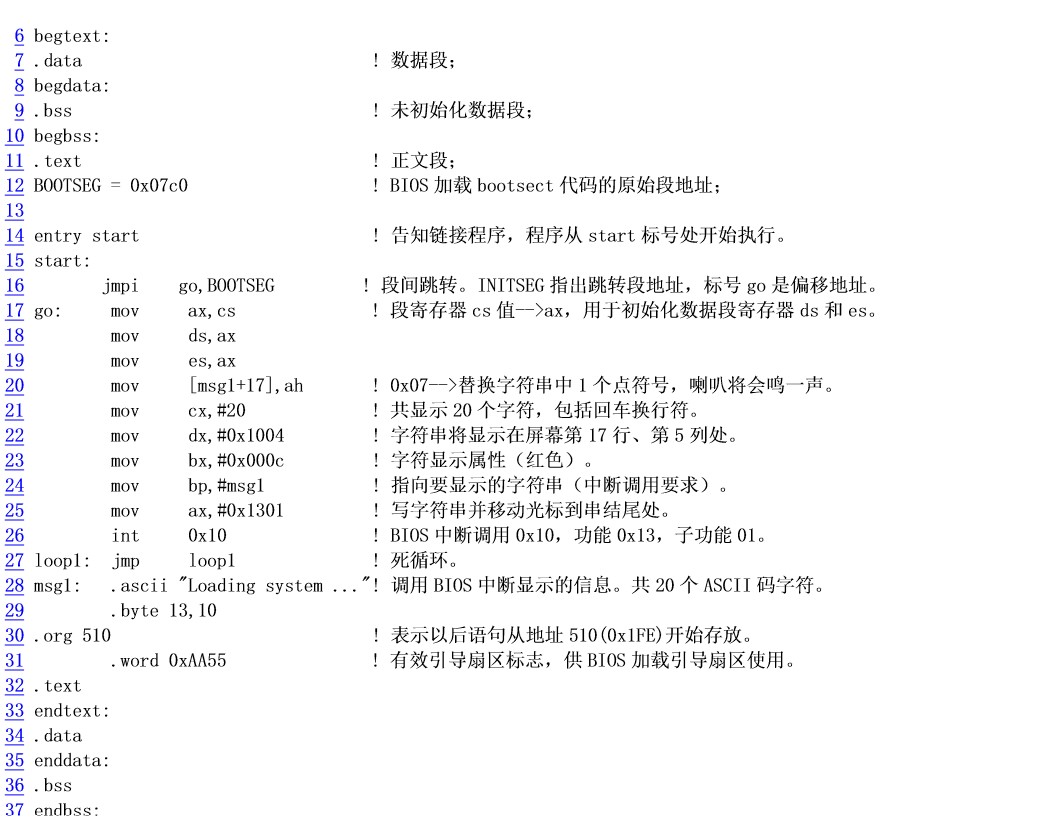 6 begtext:
7 .data ! 数据段;
8 begdata:
9 .bss ! 未初始化数据段;
10 begbss:
11 .text ! 正文段;
12 BOOTSEG = 0x07c0 ! BIOS 加载 bootsect 代码的原始段地址;
13
14 entry start ! 告知链接程序，程序从 start 标号处开始执行。
15 start:
16 jmpi go,BOOTSEG ! 段间跳转。INITSEG 指出跳转段地址，标号 go 是偏移地址。
17 go: mov ax,cs ! 段寄存器 cs 值-->ax，用于初始化数据段寄存器 ds 和 es。
18 mov ds,ax
19 mov es,ax
20 mov [msg1+17],ah ! 0x07-->替换字符串中 1 个点符号，喇叭将会鸣一声。
21 mov cx,#20 ! 共显示 20 个字符，包括回车换行符。
22 mov dx,#0x1004 ! 字符串将显示在屏幕第 17 行、第 5 列处。
23 mov bx,#0x000c ! 字符显示属性（红色）。
24 mov bp,#msg1 ! 指向要显示的字符串（中断调用要求）。
25 mov ax,#0x1301 ! 写字符串并移动光标到串结尾处。
26 int 0x10 ! BIOS 中断调用 0x10，功能 0x13，子功能 01。
27 loop1: jmp loop1 ! 死循环。
28 msg1: .ascii "Loading system ..."! 调用 BIOS 中断显示的信息。共 20 个 ASCII 码字符。
29 .byte 13,10
30 .org 510 ! 表示以后语句从地址 510(0x1FE)开始存放。
31 .word 0xAA55 ! 有效引导扇区标志，供 BIOS 加载引导扇区使用。
32 .text
33 endtext:
34 .data
35 enddata:
36 .bss
37 endbss: